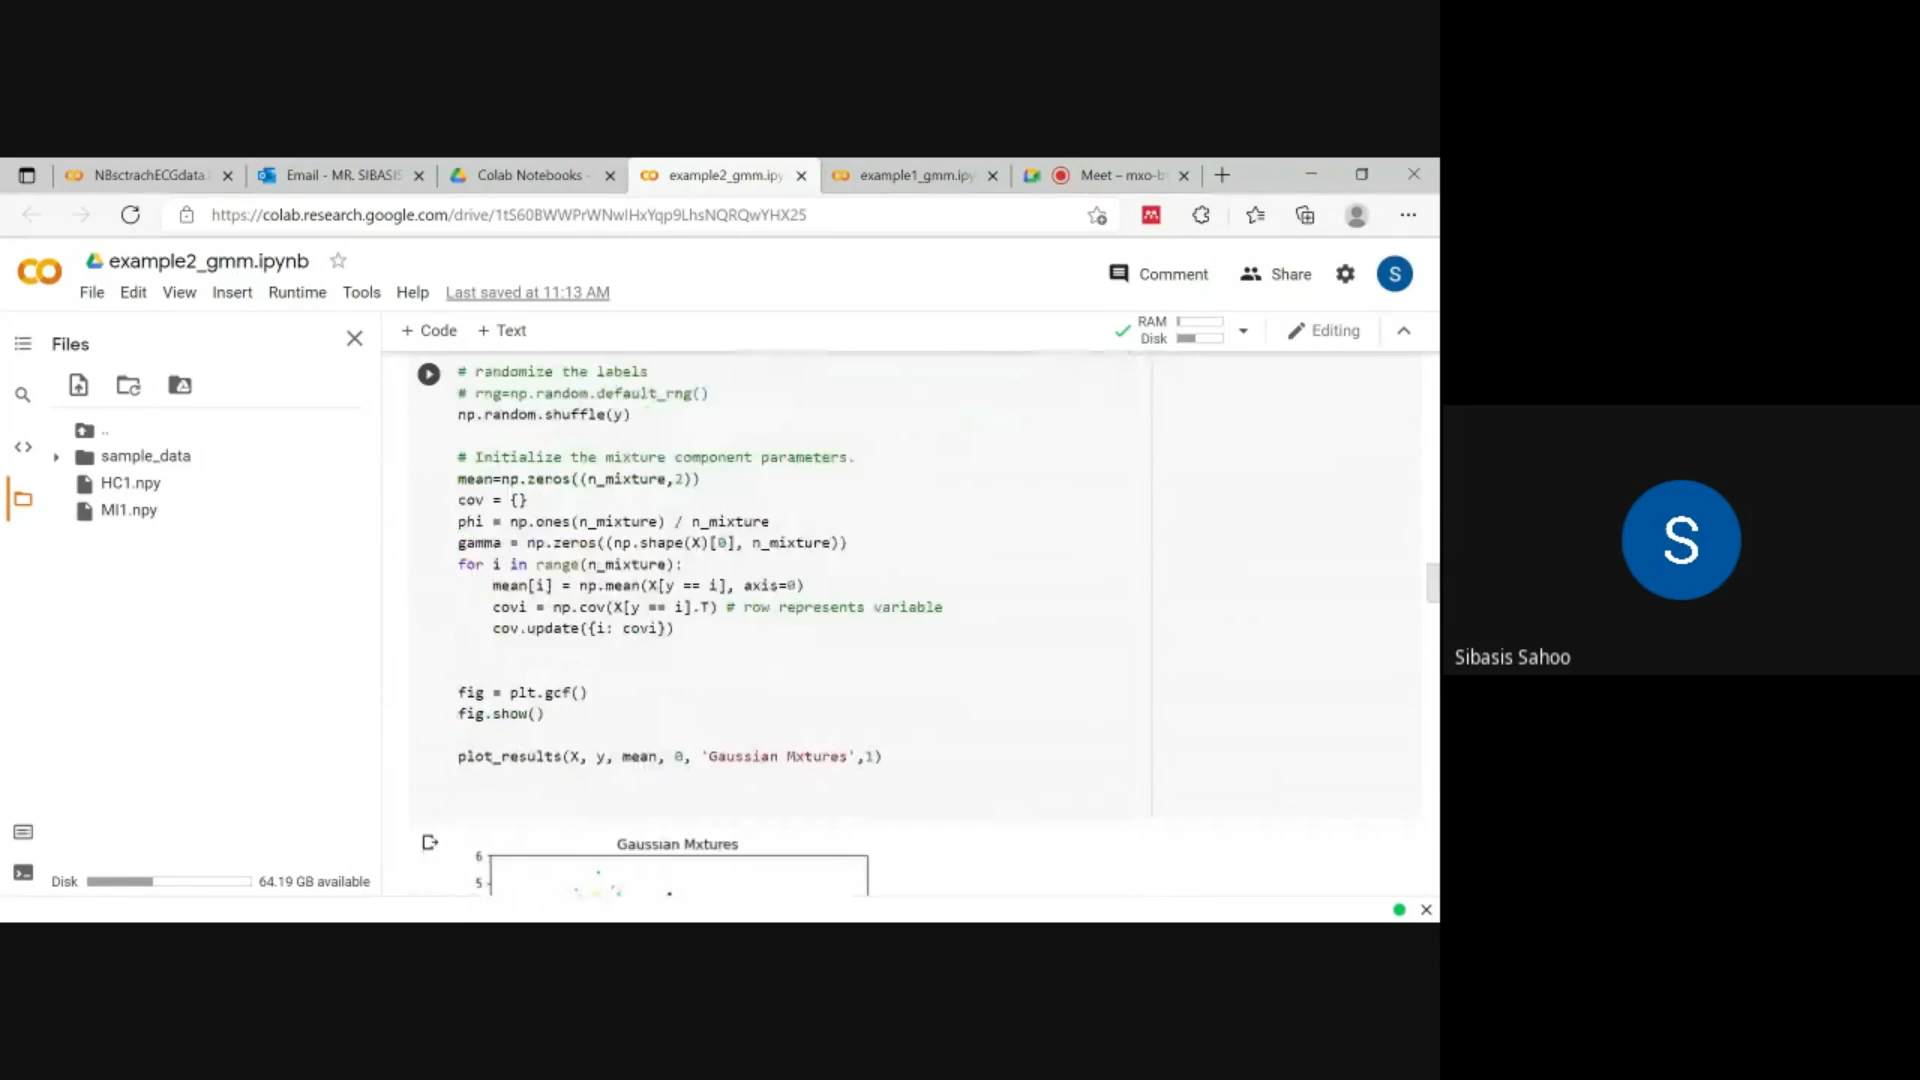 NBsctrachECGdata.
Email - MR. SIBASIS
Colab Notebooks -
example2_gmm.ipy
example1_gmm.ipy
Meet – mxo-b
https://colab.research.google.com/drive/1tS60BWWPrWNwIHxYqp9LhsNQRQwYHX25
example2_gmm.ipynb
Comment
Share
S
File Edit View Insert Runtime Tools Help Last saved at 11:13 AM
Files
+ Code + Text
RAM
Disk
Editing
..
sample_data
HC1.npy
MI1.npy
# randomize the labels
# rng=np.random.default_rng()
np.random.shuffle(y)
# Initialize the mixture component parameters.
mean=np.zeros((n_mixture,2))
cov = {}
phi = np.ones(n_mixture) / n_mixture
gamma = np.zeros((np.shape(X)[0], n_mixture))
for i in range(n_mixture):
mean[i] = np.mean(X[y == i], axis=0)
covi = np.cov(X[y == i].T) # row represents variable
cov.update({i: covi})
fig = plt.gcf()
fig.show()
plot_results(X, y, mean, 0, 'Gaussian Mxtures',1)
Gaussian Mxtures
6
5
Disk 64.19 GB available
S
Sibasis Sahoo